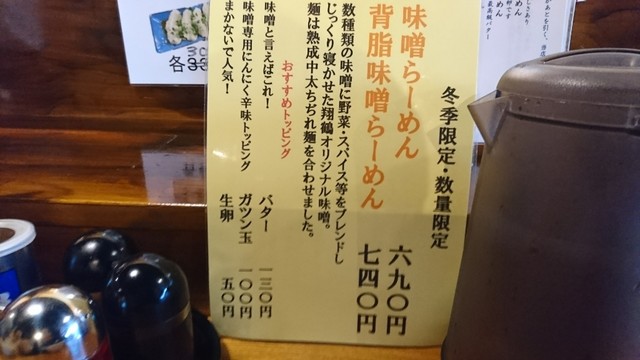 冬季限定・数量限定
味噌らーめん 六九〇円
背脂味噌らーめん 七四〇円
数種類の味噌に野菜・スパイス等をブレンドし
じっくり寝かせた翔鶴オリジナル味噌。
麺は熟成中太ちぢれ麺を合わせました。
おすすめトッピング
味噌と言えばこれ! バター 一三〇円
味噌専用にんにく辛味トッピング ガツン玉 一〇〇円
まかないで人気! 生卵 五〇円
各